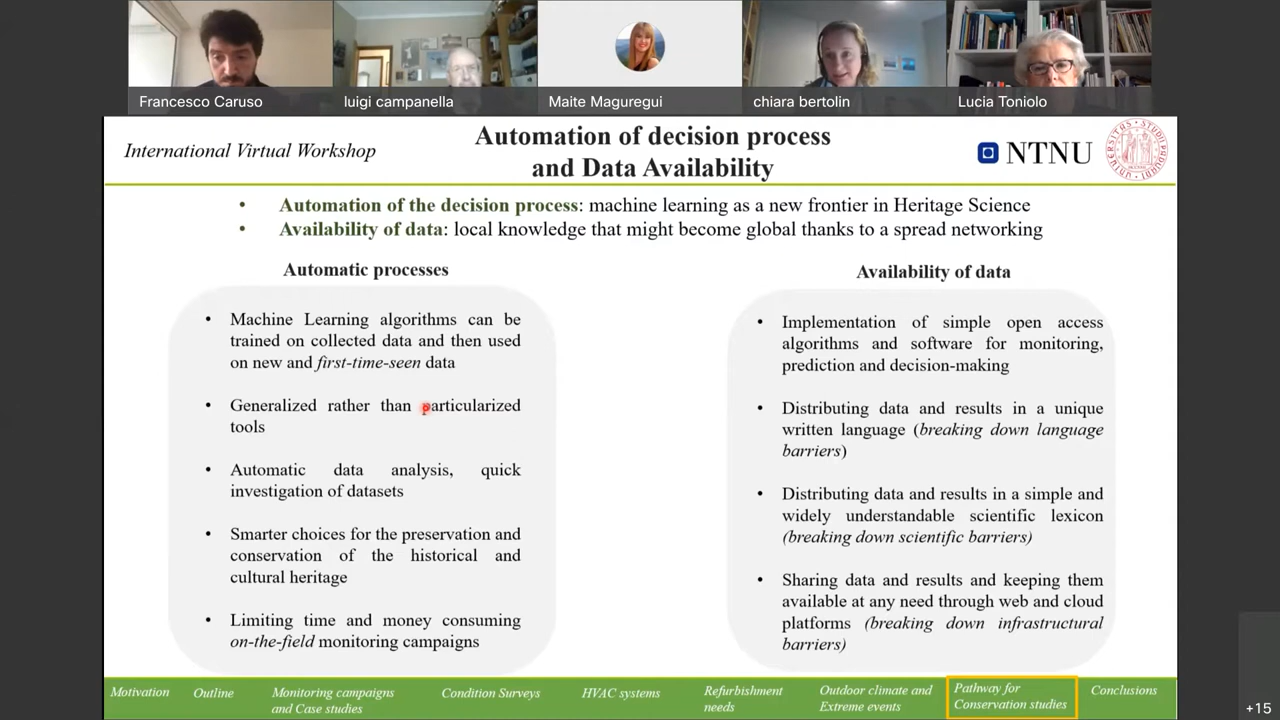 Francesco Caruso
luigi campanella
Maite Maguregui
chiara bertolin
Lucia Toniolo
International Virtual Workshop
Automation of decision process
and Data Availability
NTNU
• Automation of the decision process: machine learning as a new frontier in Heritage Science
• Availability of data: local knowledge that might become global thanks to a spread networking
Automatic processes
• Machine Learning algorithms can be
trained on collected data and then used
on new and first-time-seen data
• Generalized rather than particularized
tools
• Automatic data analysis, quick
investigation of datasets
• Smarter choices for the preservation and
conservation of the historical and
cultural heritage
• Limiting time and money consuming
on-the-field monitoring campaigns
Availability of data
• Implementation of simple open access
algorithms and software for monitoring,
prediction and decision-making
• Distributing data and results in a unique
written language (breaking down language
barriers)
• Distributing data and results in a simple and
widely understandable scientific lexicon
(breaking down scientific barriers)
• Sharing data and results and keeping them
available at any need through web and cloud
platforms (breaking down infrastructural
barriers)
Motivation
Outline
Monitoring campaigns
and Case studies
Condition Surveys
HVAC systems
Refurbishment
needs
Outdoor climate and
Extreme events
Pathway for
Conservation studies
Conclusions
+15